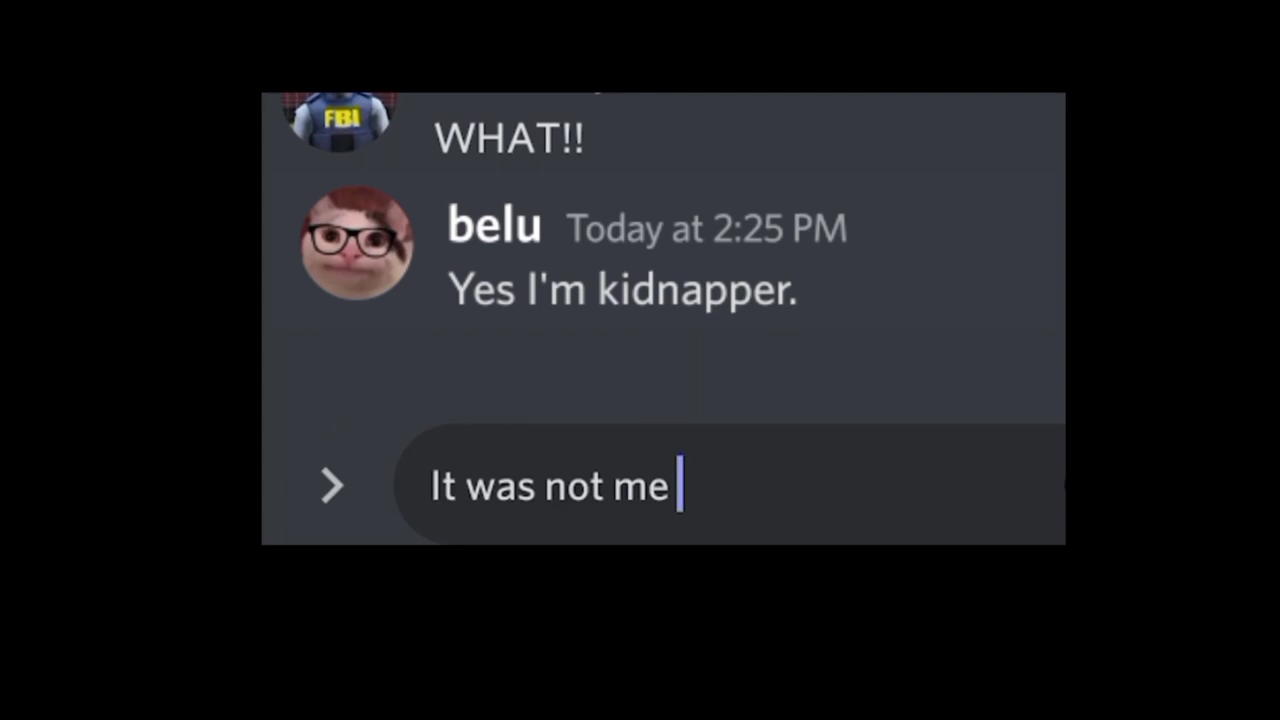 FBI
WHAT!!
belu Today at 2:25 PM
Yes I'm kidnapper.
It was not me